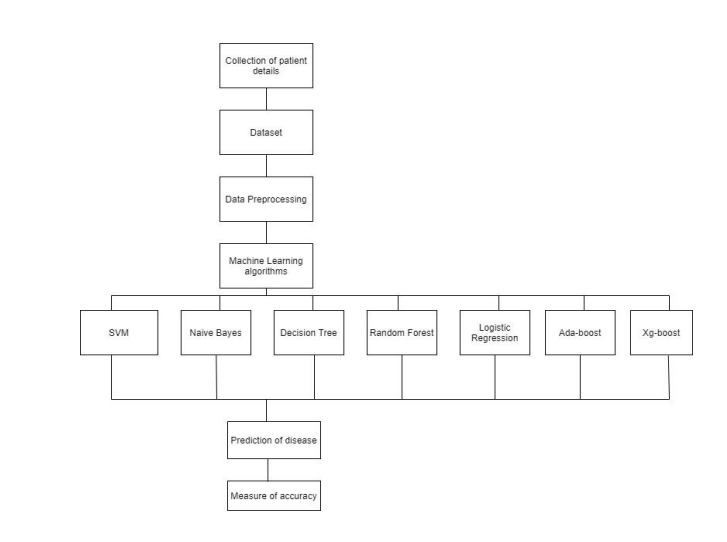 Collection of patient
details
Dataset
Data Preprocessing
Machine Learning
algorithms
SVM
Naive Bayes
Decision Tree
Random Forest
Logistic
Regression
Ada-boost
Xg-boost
Prediction of disease
Measure of accuracy